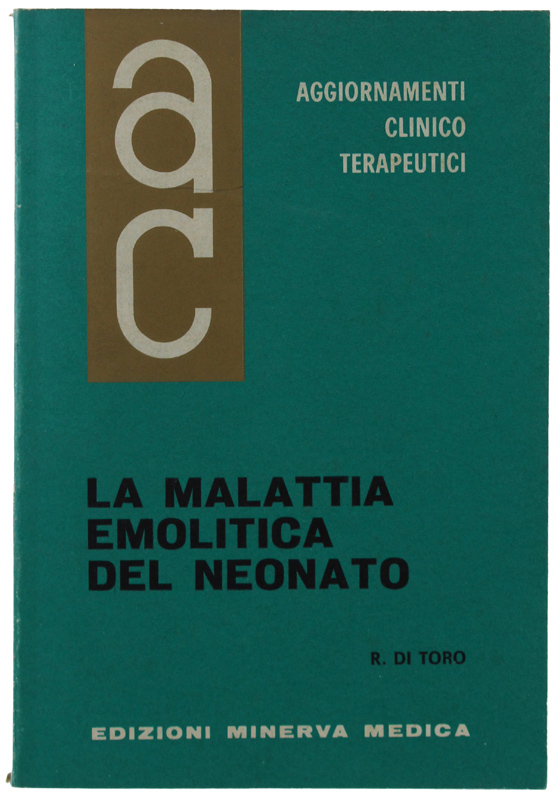 ac
AGGIORNAMENTI
CLINICO
TERAPEUTICI
LA MALATTIA
EMOLITICA
DEL NEONATO
R. DI TORO
EDIZIONI MINERVA MEDICA